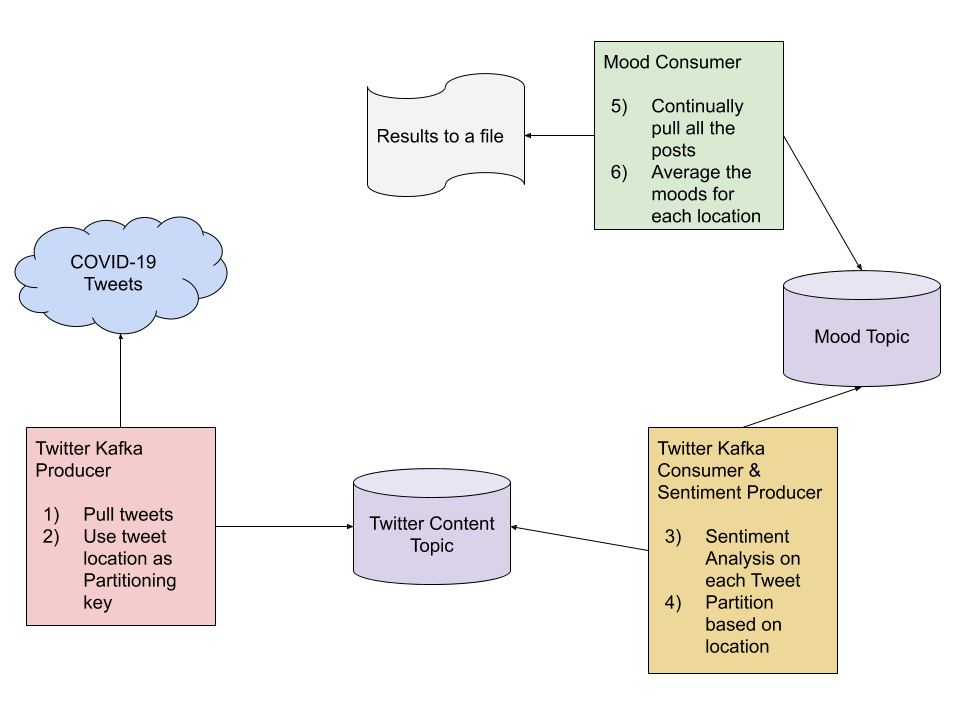 Mood Consumer
5) Continually
pull all the
posts
6) Average the
moods for
each location
Results to a file
COVID-19
Tweets
Mood Topic
Twitter Kafka
Producer
1) Pull tweets
2) Use tweet
location as
Partitioning
key
Twitter Content
Topic
Twitter Kafka
Consumer &
Sentiment Producer
3) Sentiment
Analysis on
each Tweet
4) Partition
based on
location